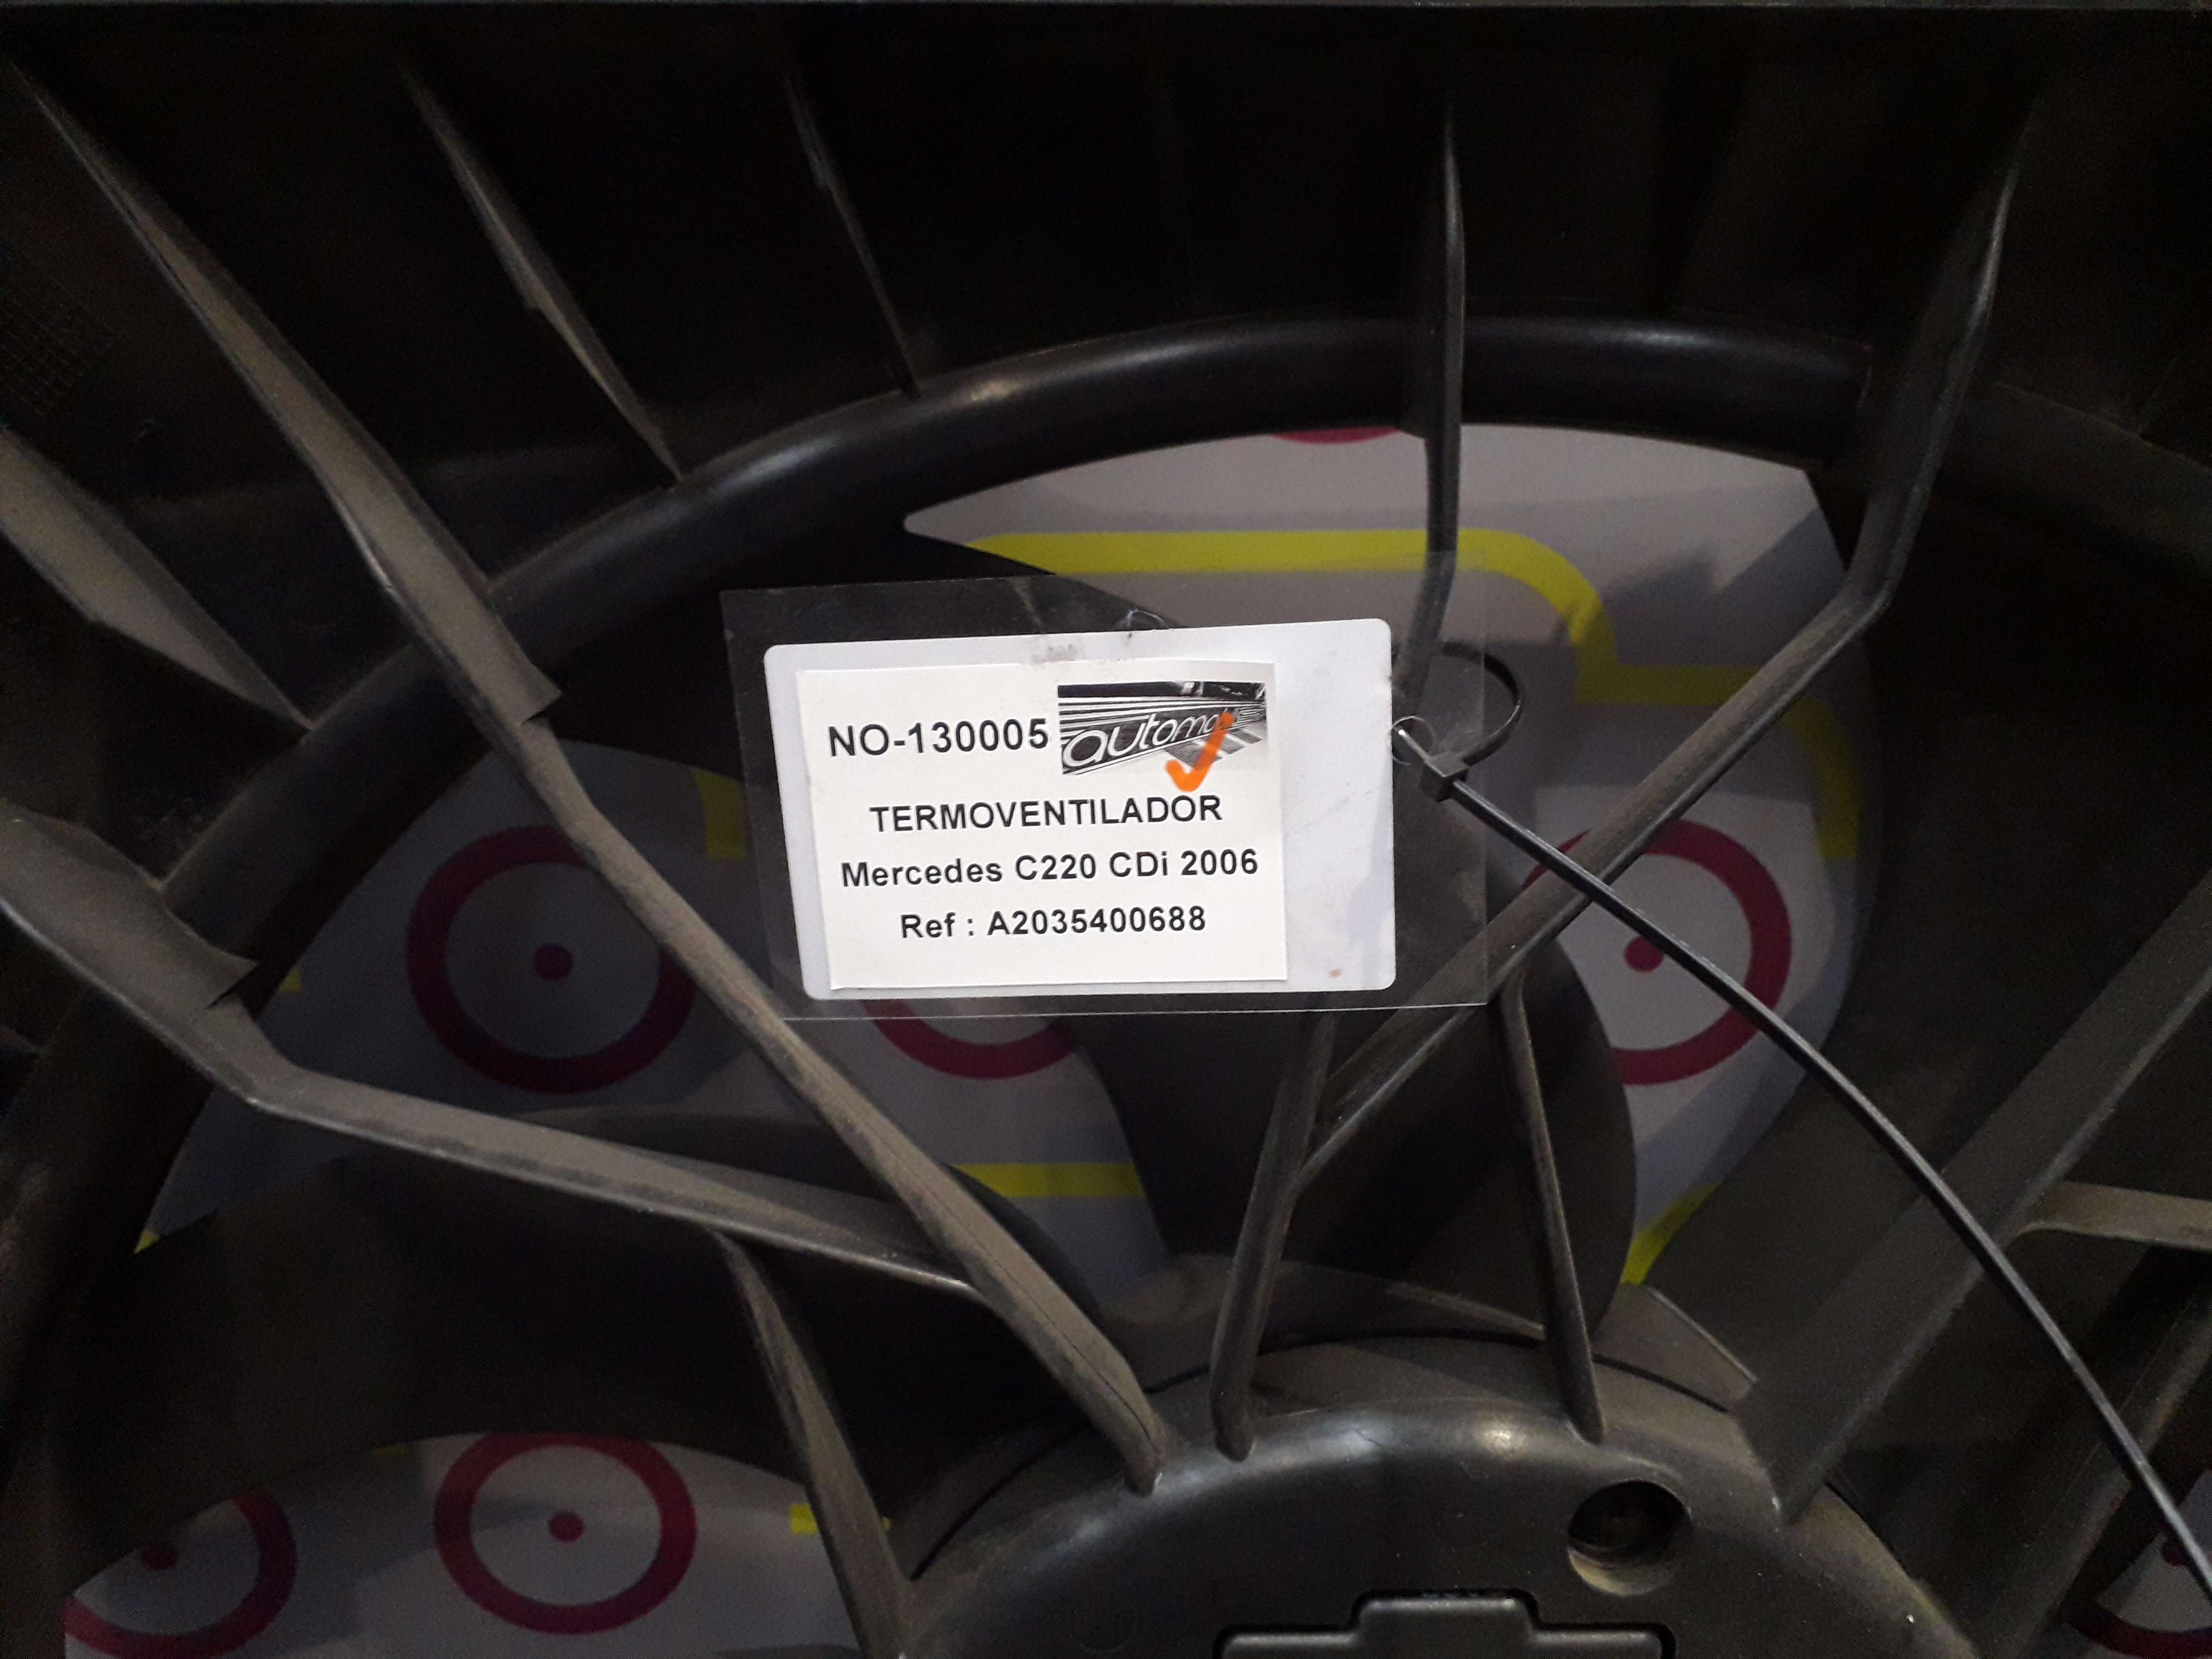 NO-130005
TERMOVENTILADOR
Mercedes C220 CDi 2006
Ref : A2035400688